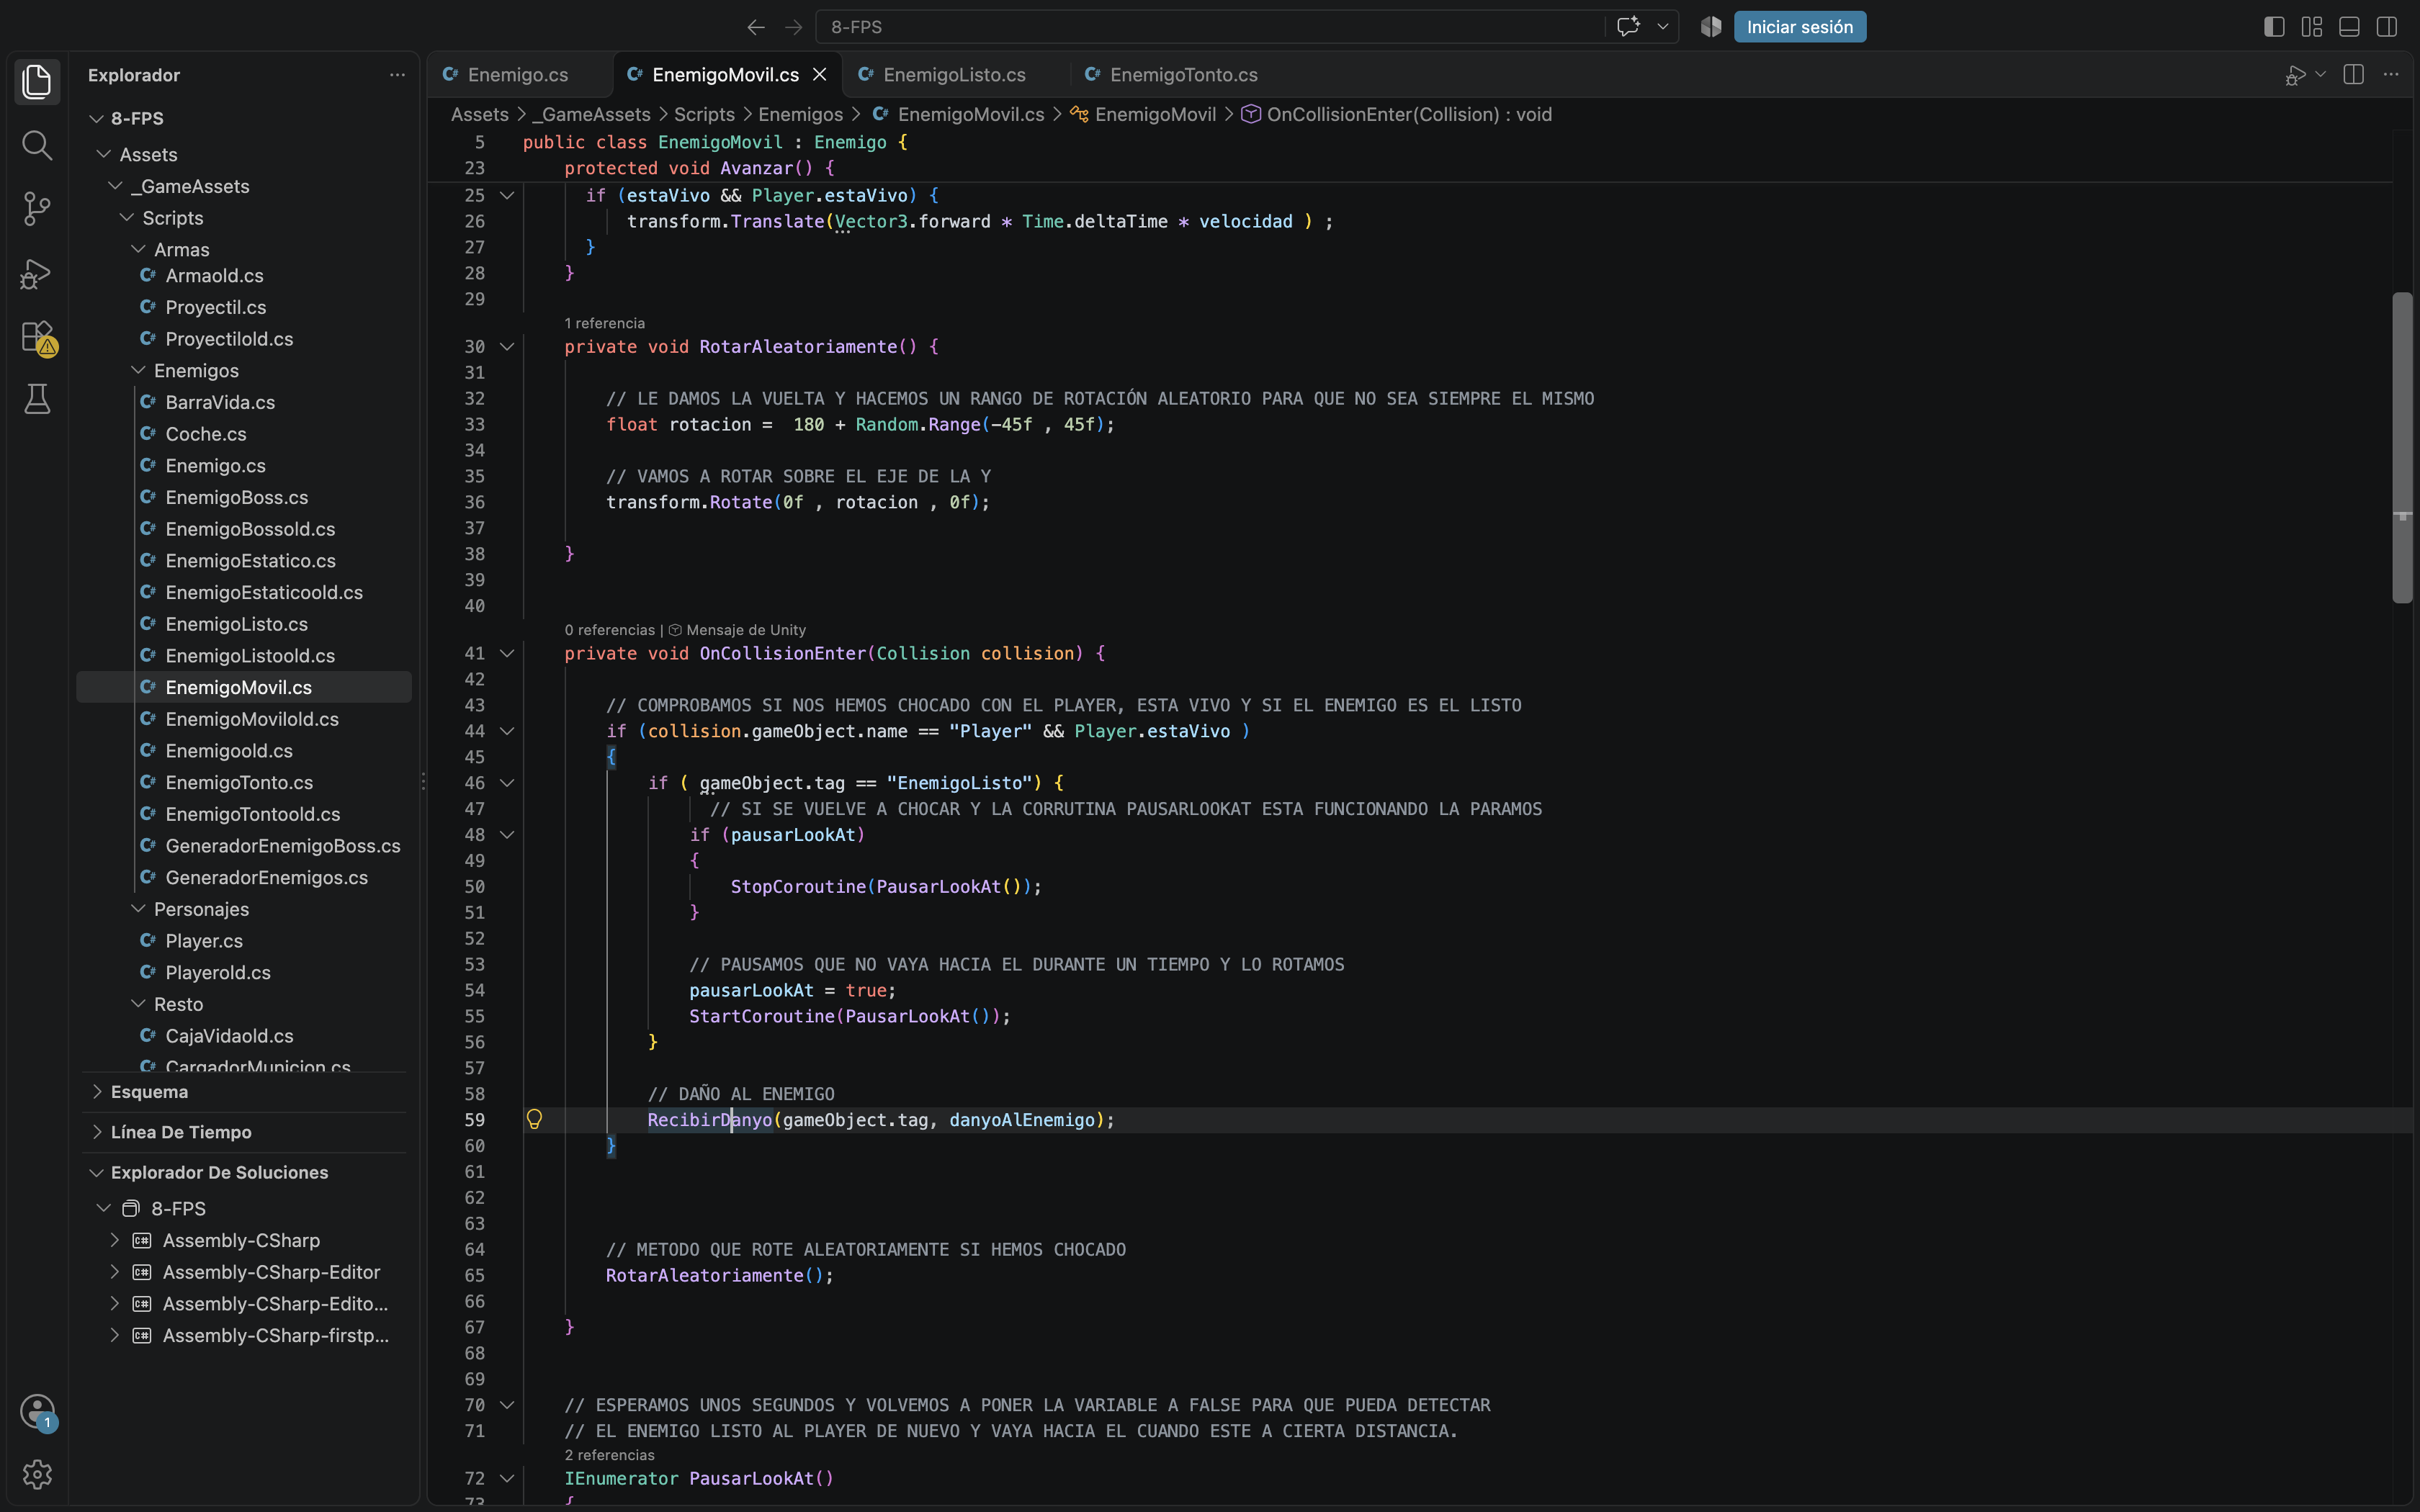 8-FPS
Iniciar sesión
Explorador
8-FPS
Assets
_GameAssets
Scripts
Armas
C# Armaold.cs
C# Proyectil.cs
C# Proyectilold.cs
Enemigos
C# BarraVida.cs
C# Coche.cs
C# Enemigo.cs
C# EnemigoBoss.cs
C# EnemigoBossold.cs
C# EnemigoEstatico.cs
C# EnemigoEstaticoold.cs
C# EnemigoListo.cs
C# EnemigoListoold.cs
C# EnemigoMovil.cs
C# EnemigoMovilold.cs
C# Enemigoold.cs
C# EnemigoTonto.cs
C# EnemigoTontoold.cs
C# GeneradorEnemigoBoss.cs
C# GeneradorEnemigos.cs
Personajes
C# Player.cs
C# Playerold.cs
Resto
C# CajaVidaold.cs
C# CargadorMunicion.cs
Esquema
Línea De Tiempo
Explorador De Soluciones
8-FPS
C# Assembly-CSharp
C# Assembly-CSharp-Editor
C# Assembly-CSharp-Edito...
C# Assembly-CSharp-firstp...
1
C# Enemigo.cs
C# EnemigoMovil.cs
C# EnemigoListo.cs
C# EnemigoTonto.cs
Assets > _GameAssets > Scripts > Enemigos > C# EnemigoMovil.cs > EnemigoMovil > OnCollisionEnter(Collision) : void
5 public class EnemigoMovil : Enemigo {
23 protected void Avanzar() {
25 if (estaVivo && Player.estaVivo) {
26 transform.Translate(Vector3.forward * Time.deltaTime * velocidad ) ;
27 }
28 }
29
1 referencia
30 private void RotarAleatoriamente() {
31
32 // LE DAMOS LA VUELTA Y HACEMOS UN RANGO DE ROTACIÓN ALEATORIO PARA QUE NO SEA SIEMPRE EL MISMO
33 float rotacion =  180 + Random.Range(-45f , 45f);
34
35 // VAMOS A ROTAR SOBRE EL EJE DE LA Y
36 transform.Rotate(0f , rotacion , 0f);
37
38 }
39
40
0 referencias | Mensaje de Unity
41 private void OnCollisionEnter(Collision collision) {
42
43 // COMPROBAMOS SI NOS HEMOS CHOCADO CON EL PLAYER, ESTA VIVO Y SI EL ENEMIGO ES EL LISTO
44 if (collision.gameObject.name == "Player" && Player.estaVivo )
45 {
46 if ( gameObject.tag == "EnemigoListo") {
47 // SI SE VUELVE A CHOCAR Y LA CORRUTINA PAUSARLOOKAT ESTA FUNCIONANDO LA PARAMOS
48 if (pausarLookAt)
49 {
50 StopCoroutine(PausarLookAt());
51 }
52
53 // PAUSAMOS QUE NO VAYA HACIA EL DURANTE UN TIEMPO Y LO ROTAMOS
54 pausarLookAt = true;
55 StartCoroutine(PausarLookAt());
56 }
57
58 // DAÑO AL ENEMIGO
59 RecibirDanyo(gameObject.tag, danyoAlEnemigo);
60 }
61
62
63
64 // METODO QUE ROTE ALEATORIAMENTE SI HEMOS CHOCADO
65 RotarAleatoriamente();
66
67 }
68
69
70 // ESPERAMOS UNOS SEGUNDOS Y VOLVEMOS A PONER LA VARIABLE A FALSE PARA QUE PUEDA DETECTAR
71 // EL ENEMIGO LISTO AL PLAYER DE NUEVO Y VAYA HACIA EL CUANDO ESTE A CIERTA DISTANCIA.
2 referencias
72 IEnumerator PausarLookAt()
73 {